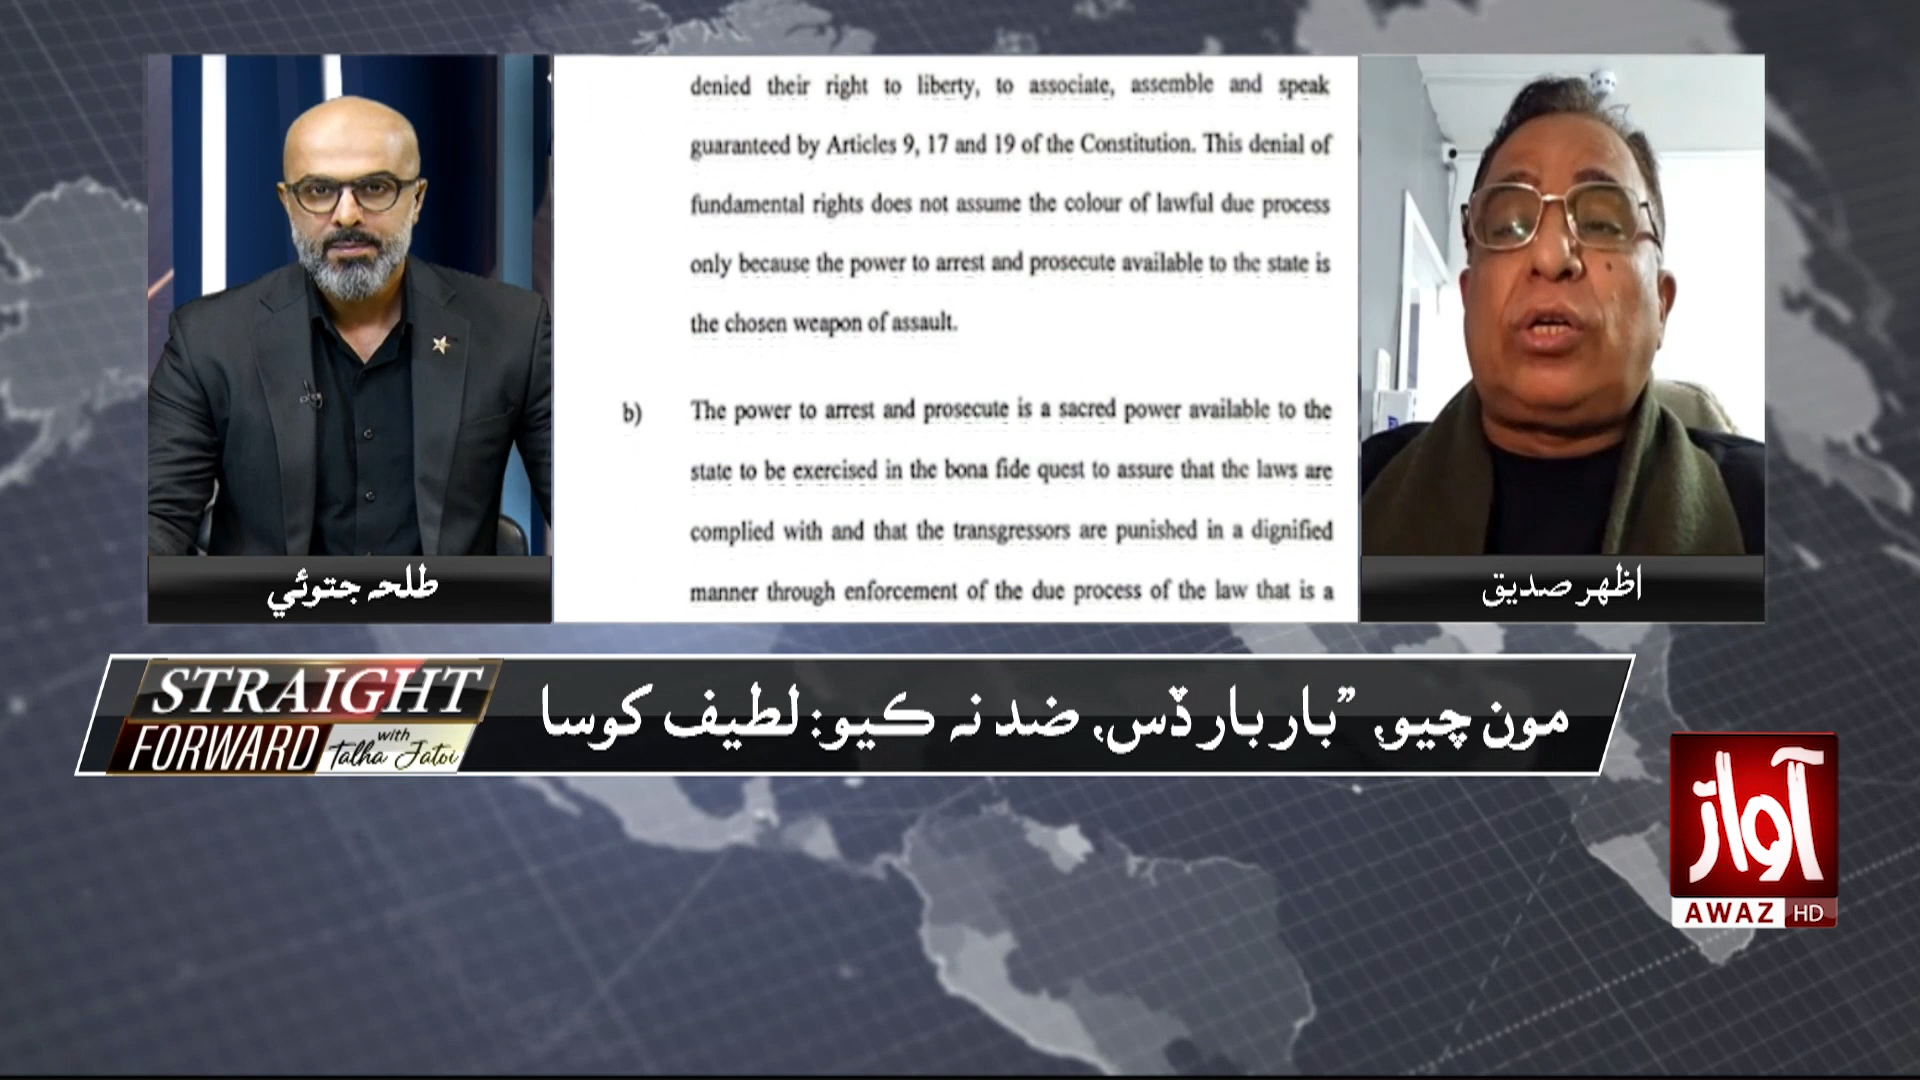 denied their right to liberty, to associate, assemble and speak
guaranteed by Articles 9, 17 and 19 of the Constitution. This denial of
fundamental rights does not assume the colour of lawful due process
only because the power to arrest and prosecute available to the state is
the chosen weapon of assault.
b) The power to arrest and prosecute is a sacred power available to the
state to be exercised in the bona fide quest to assure that the laws are
complied with and that the transgressors are punished in a dignified
manner through enforcement of the due process of the law that is a
طلحه جتوئي
اظهر صديق
STRAIGHT
FORWARD with Talha Jatoi
مون چيو، ”بار بار ڏس، ضد نه ڪيو: لطيف کوسا
آواز
AWAZ HD